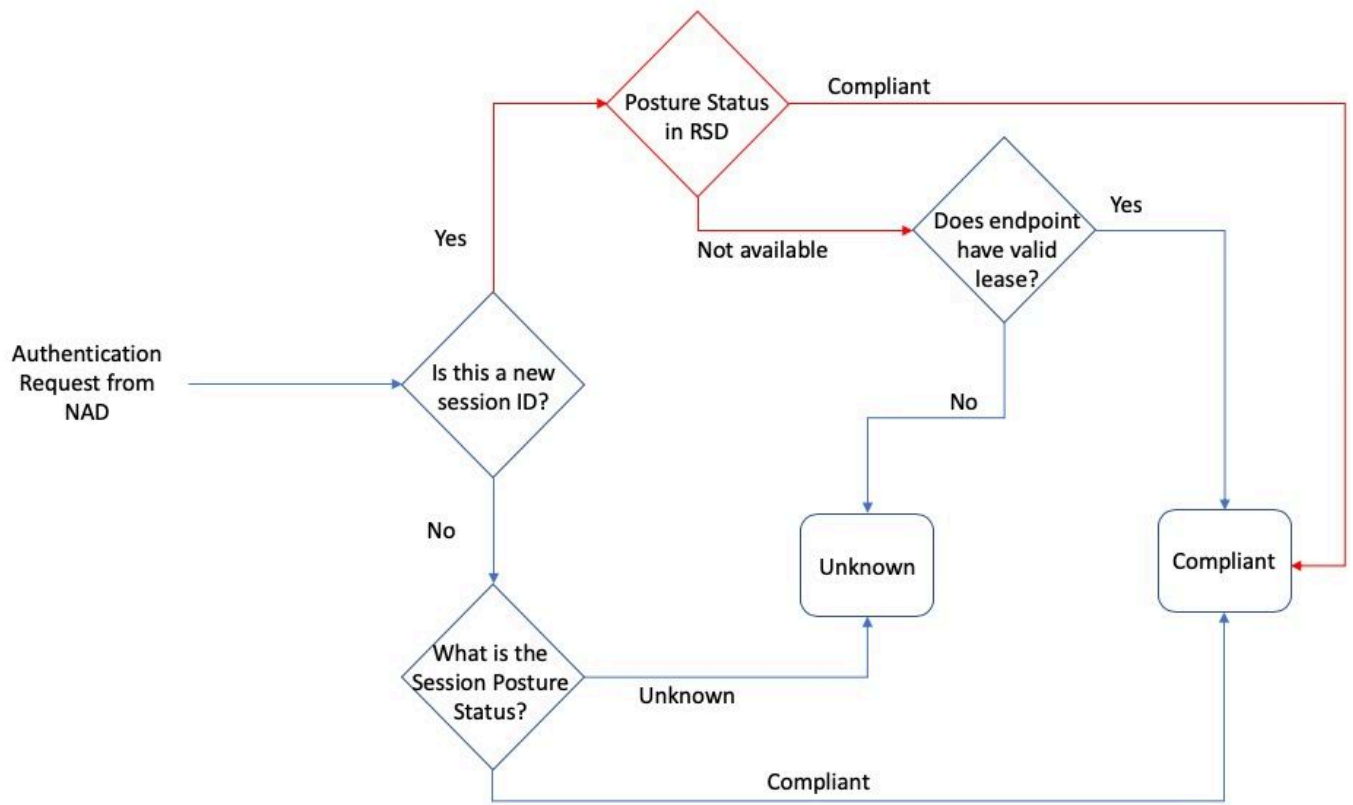 Compliant
Posture Status
in RSD
Yes
Does endpoint
have valid
lease?
Yes
Not available
Authentication
Request from
NAD
Is this a new
session ID?
No
No
Unknown
Compliant
What is the
Session Posture
Status?
Unknown
Compliant